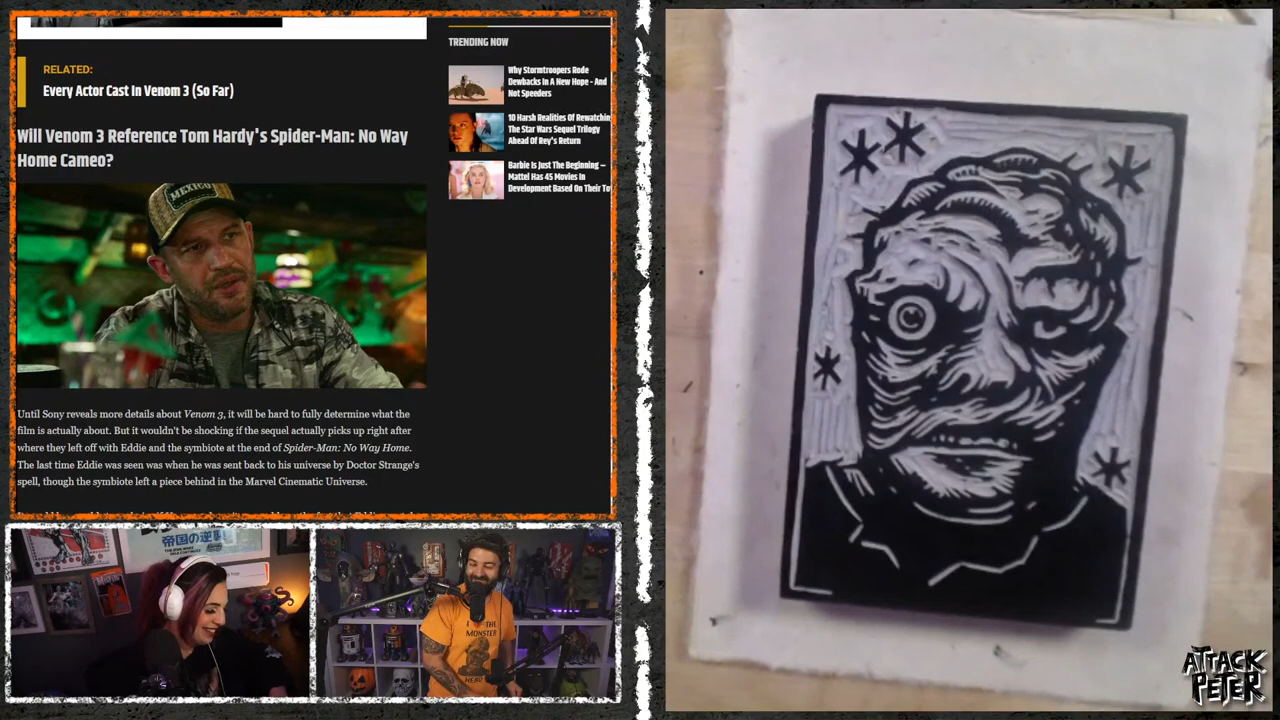 RELATED:
Every Actor Cast In Venom 3 (So Far)
Will Venom 3 Reference Tom Hardy's Spider-Man: No Way
Home Cameo?
MEXICO
Until Sony reveals more details about Venom 3, it will be hard to fully determine what the
film is actually about. But it wouldn't be shocking if the sequel actually picks up right after
where they left off with Eddie and the symbiote at the end of Spider-Man: No Way Home.
The last time Eddie was seen was when he was sent back to his universe by Doctor Strange's
spell, though the symbiote left a piece behind in the Marvel Cinematic Universe.
TRENDING NOW
Why Stormtroopers Rode
Dewbacks In A New Hope - And
Not Speeders
10 Harsh Realities Of Rewatching
The Star Wars Sequel Trilogy
Ahead Of Rey's Return
Barbie Is Just The Beginning —
Mattel Has 45 Movies In
Development Based On Their To
帝国の逆襲
THE MONSTER
ATTACK
PETER